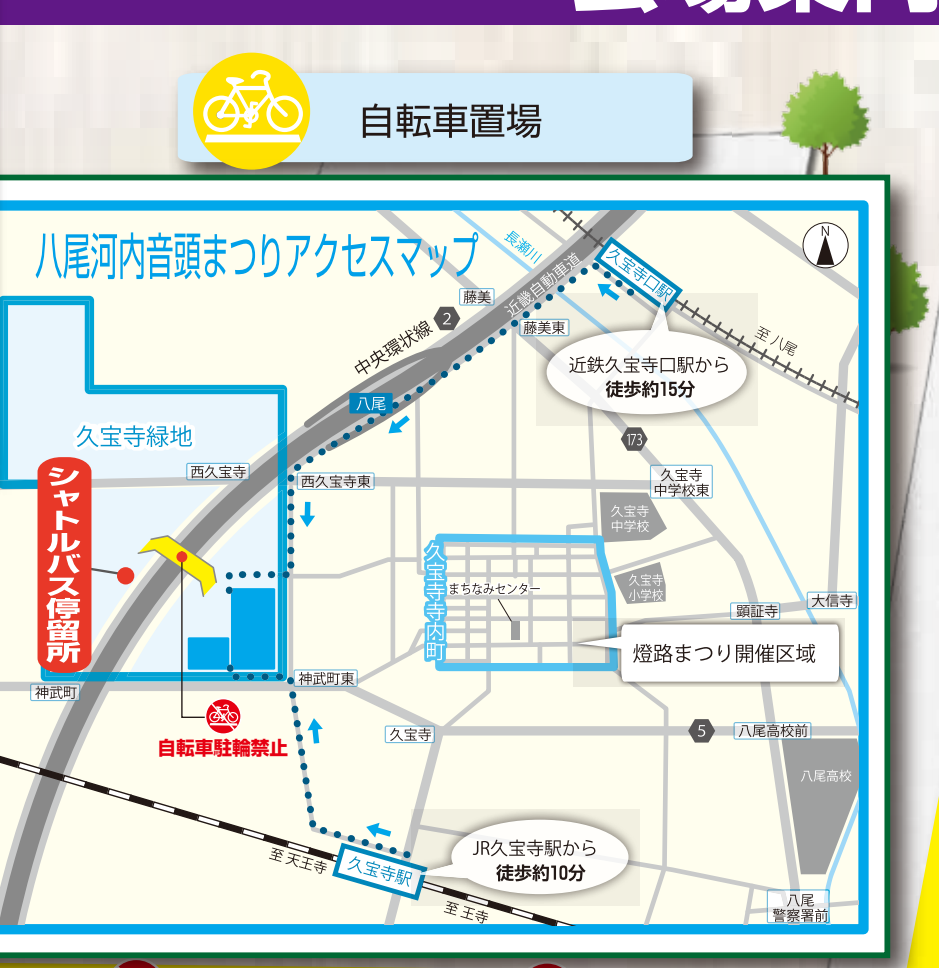 会場案内
自転車置場
八尾河内音頭まつりアクセスマップ
N
長瀬川
久宝寺口駅
近畿自動車道
藤美
2
中央環状線
藤美東
至 八尾
近鉄久宝寺口駅から
徒歩約15分
八尾
久宝寺緑地
173
西久宝寺
西久宝寺東
久宝寺
中学校東
シャトルバス停留所
久宝寺
中学校
久宝寺寺内町
まちなみセンター
久宝寺
小学校
顕証寺
大信寺
燈路まつり開催区域
神武町
神武町東
自転車駐輪禁止
久宝寺
5
八尾高校前
八尾高校
至 天王寺
久宝寺駅
JR久宝寺駅から
徒歩約10分
至 王寺
八尾
警察署前